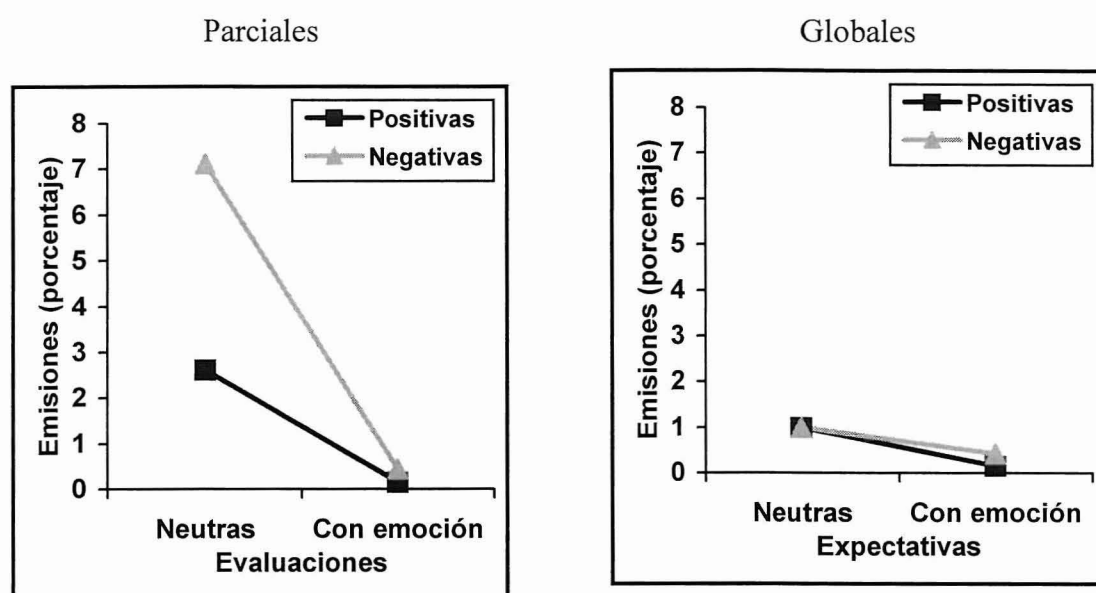 Parciales
Globales
Positivas
Negativas
8
7
6
5
4
3
2
1
0
Emisiones (porcentaje)
Neutras Con emoción
Evaluaciones
Positivas
Negativas
8
7
6
5
4
3
2
1
0
Emisiones (porcentaje)
Neutras Con emoción
Expectativas